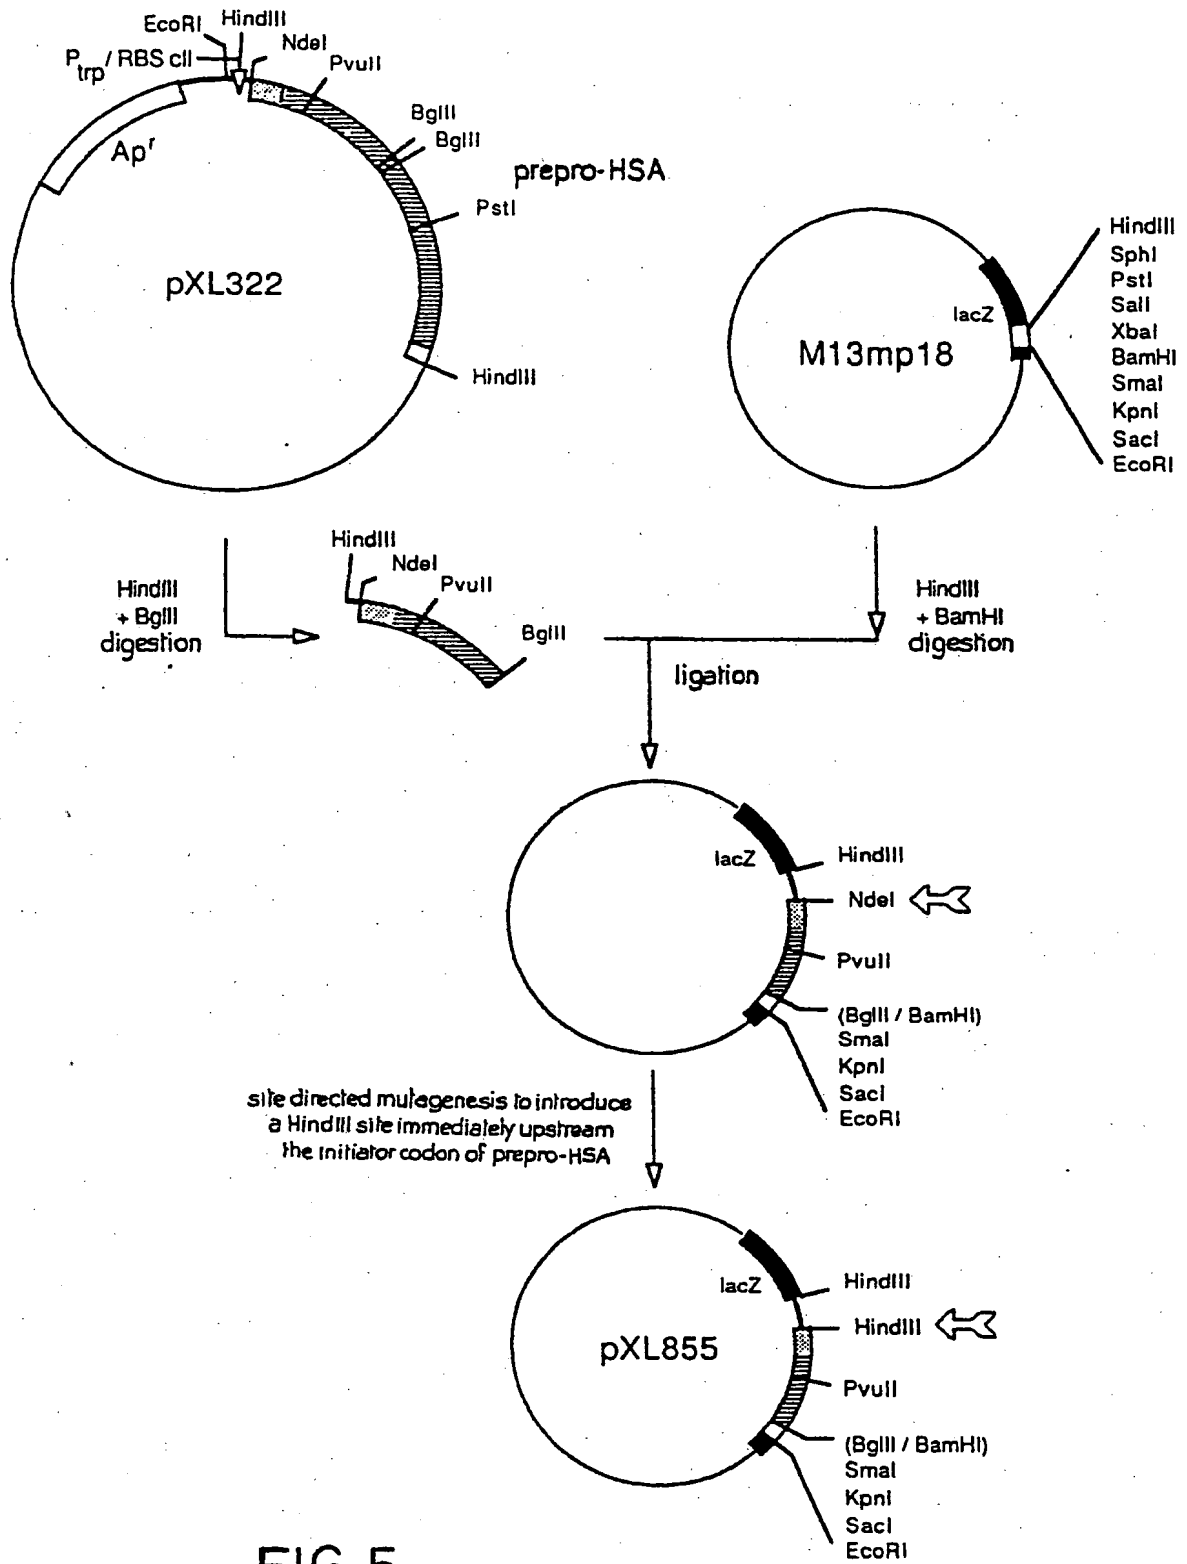 EcoRI
HindIII
Ptrp/ RBS cII
NdeI
PvuII
BglII
BglII
prepro-HSA
PstI
Apr
pXL322
HindIII
M13mp18
lacZ
HindIII
SphI
PstI
SalI
XbaI
BamHI
SmaI
KpnI
SacI
EcoRI
HindIII
+ BglII
digestion
HindIII
NdeI
PvuII
BglII
HindIII
+ BamHI
digestion
ligation
lacZ
HindIII
NdeI
PvuII
(BglII / BamHI)
SmaI
KpnI
SacI
EcoRI
site directed mutagenesis to introduce
a HindIII site immediately upstream
the initiator codon of prepro-HSA
lacZ
HindIII
HindIII
pXL855
PvuII
(BglII / BamHI)
SmaI
KpnI
SacI
EcoRI
FIG. 5